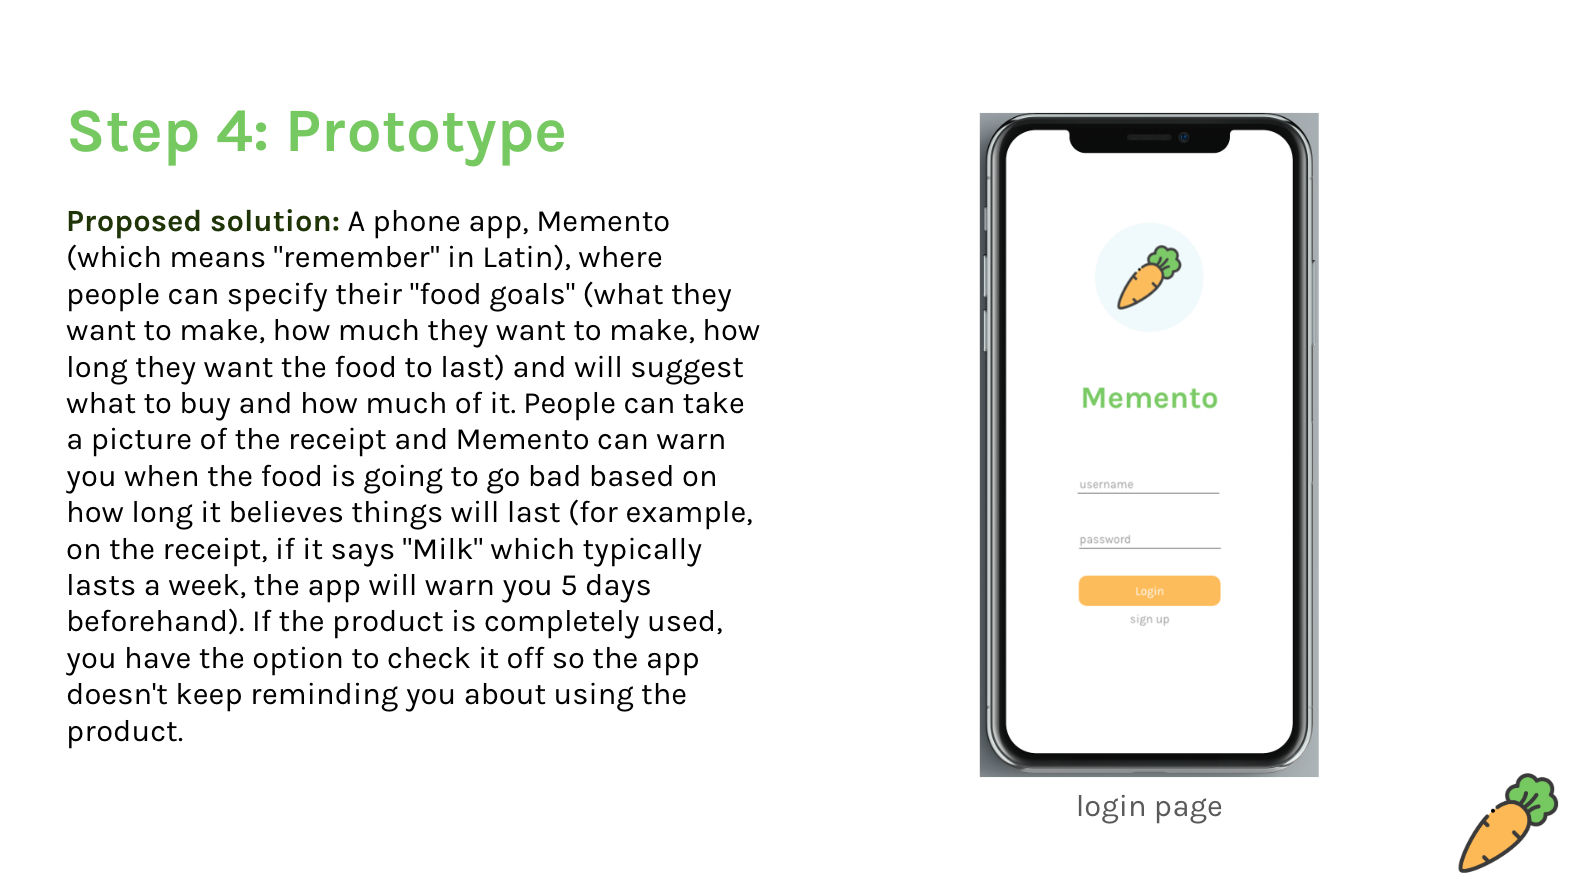 Step 4: Prototype
Proposed solution: A phone app, Memento
(which means "remember" in Latin), where
people can specify their "food goals" (what they
want to make, how much they want to make, how
long they want the food to last) and will suggest
what to buy and how much of it. People can take
a picture of the receipt and Memento can warn
you when the food is going to go bad based on
how long it believes things will last (for example,
on the receipt, if it says "Milk" which typically
lasts a week, the app will warn you 5 days
beforehand). If the product is completely used,
you have the option to check it off so the app
doesn't keep reminding you about using the
product.
Memento
username
password
Login
sign up
login page